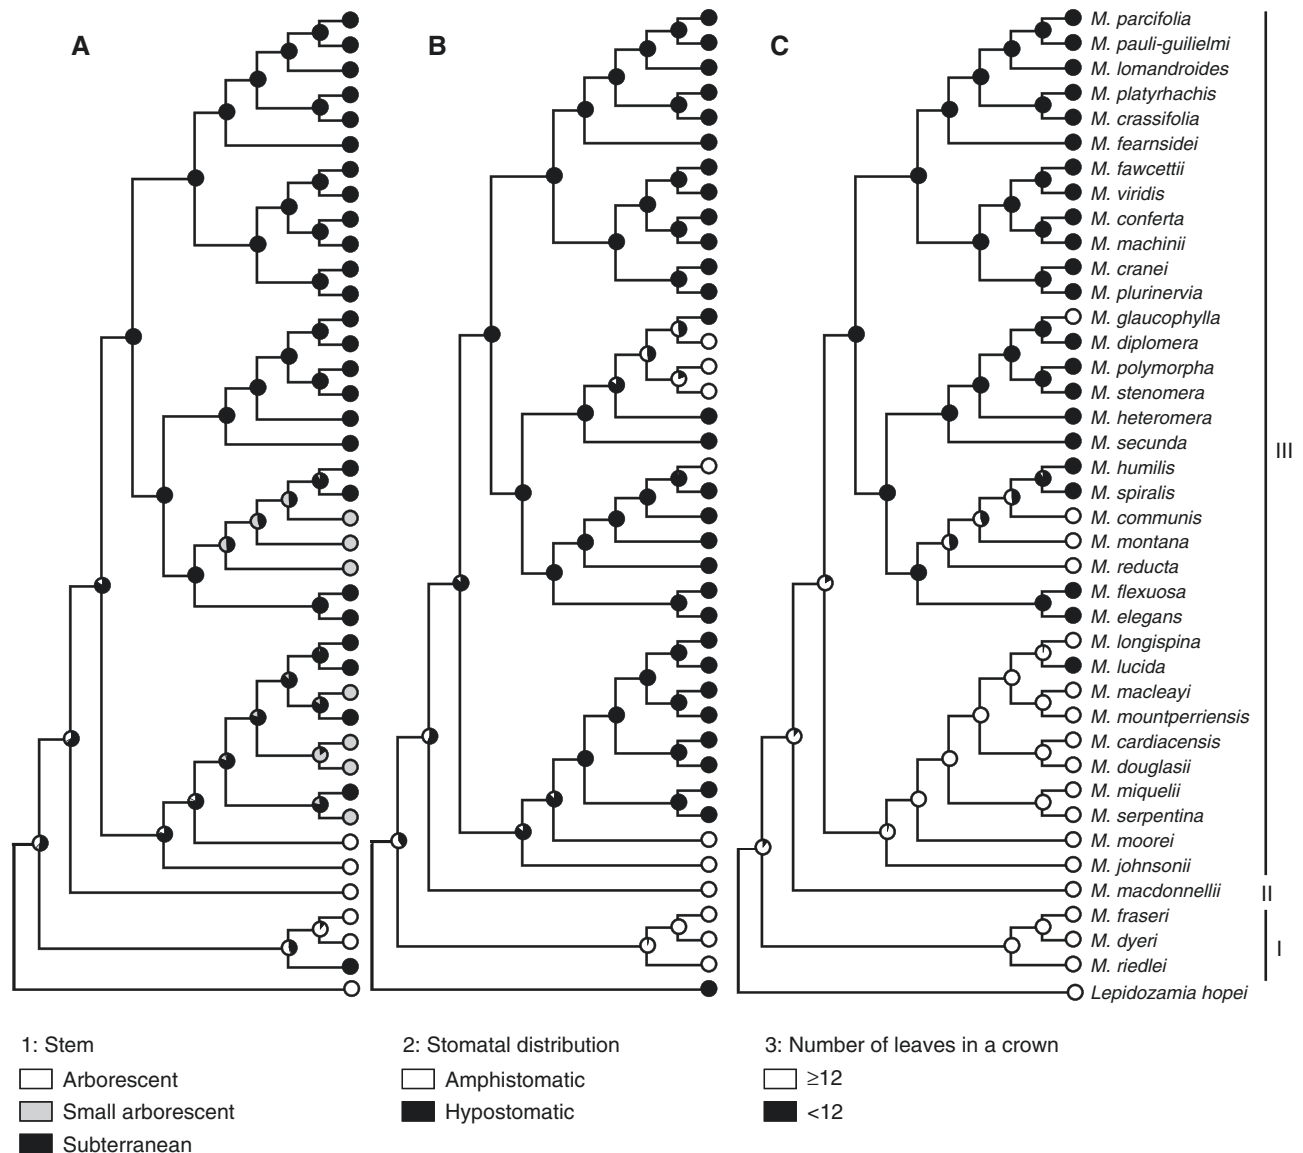 A
B
C
M. parcifolia
M. pauli-guilielmi
M. lomandroides
M. platyrhachis
M. crassifolia
M. fearnsidei
M. fawcettii
M. viridis
M. conferta
M. machinii
M. cranei
M. plurinervia
M. glaucophylla
M. diplomera
M. polymorpha
M. stenomera
M. heteromera
M. secunda
M. humilis
M. spiralis
M. communis
M. montana
M. reducta
M. flexuosa
M. elegans
M. longispina
M. lucida
M. macleayi
M. mountperriensis
M. cardiacensis
M. douglasii
M. miquelii
M. serpentina
M. moorei
M. johnsonii
M. macdonnellii
M. fraseri
M. dyeri
M. riedlei
Lepidozamia hopei
III
II
I
1: Stem
Arborescent
Small arborescent
Subterranean
2: Stomatal distribution
Amphistomatic
Hypostomatic
3: Number of leaves in a crown
≥12
<12